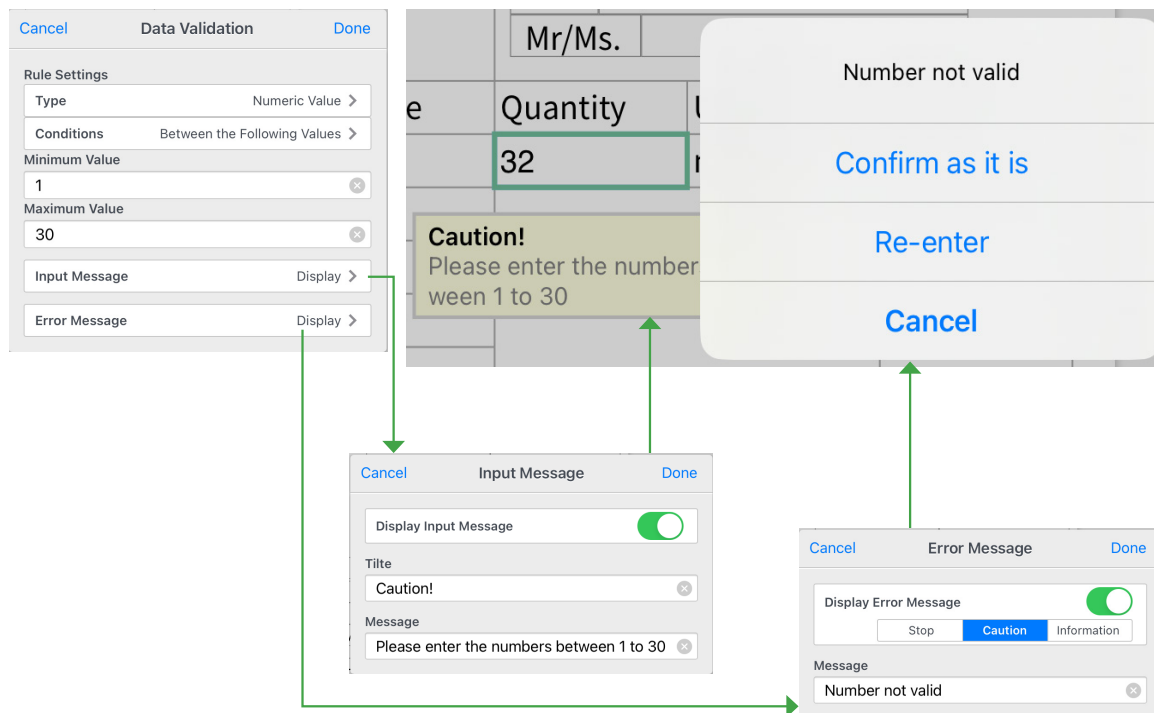 Cancel Data Validation Done
Rule Settings
Type Numeric Value
Conditions Between the Following Values
Minimum Value
1
Maximum Value
30
Input Message Display
Error Message Display
Mr/Ms.
e Quantity
32
Caution!
Please enter the number
ween 1 to 30
Number not valid
Confirm as it is
Re-enter
Cancel
Cancel Input Message Done
Display Input Message
Tilte
Caution!
Message
Please enter the numbers between 1 to 30
Cancel Error Message Done
Display Error Message
Stop Caution Information
Message
Number not valid